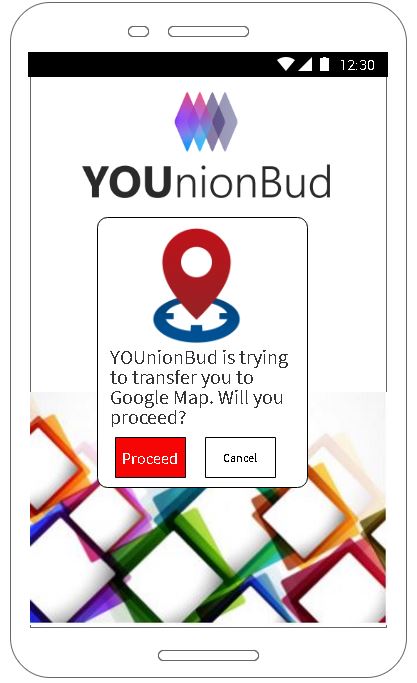 12:30
YOUnionBud
YOUnionBud is trying
to transfer you to
Google Map. Will you
proceed?
Proceed
Cancel